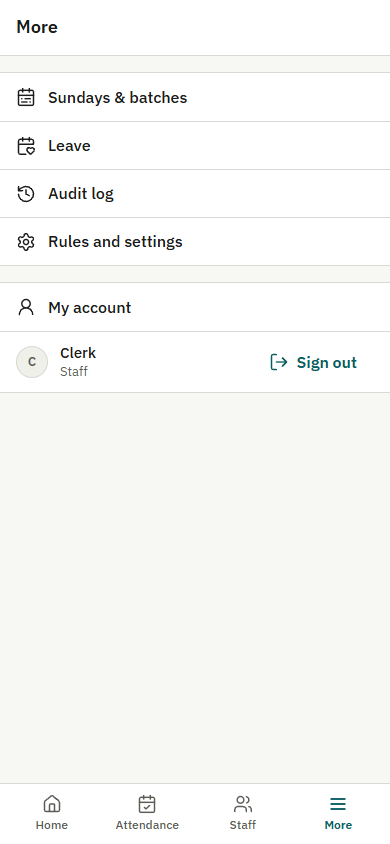 More
Sundays & batches
Leave
Audit log
Rules and settings
My account
C
Clerk
Staff
Sign out
Home
Attendance
Staff
More